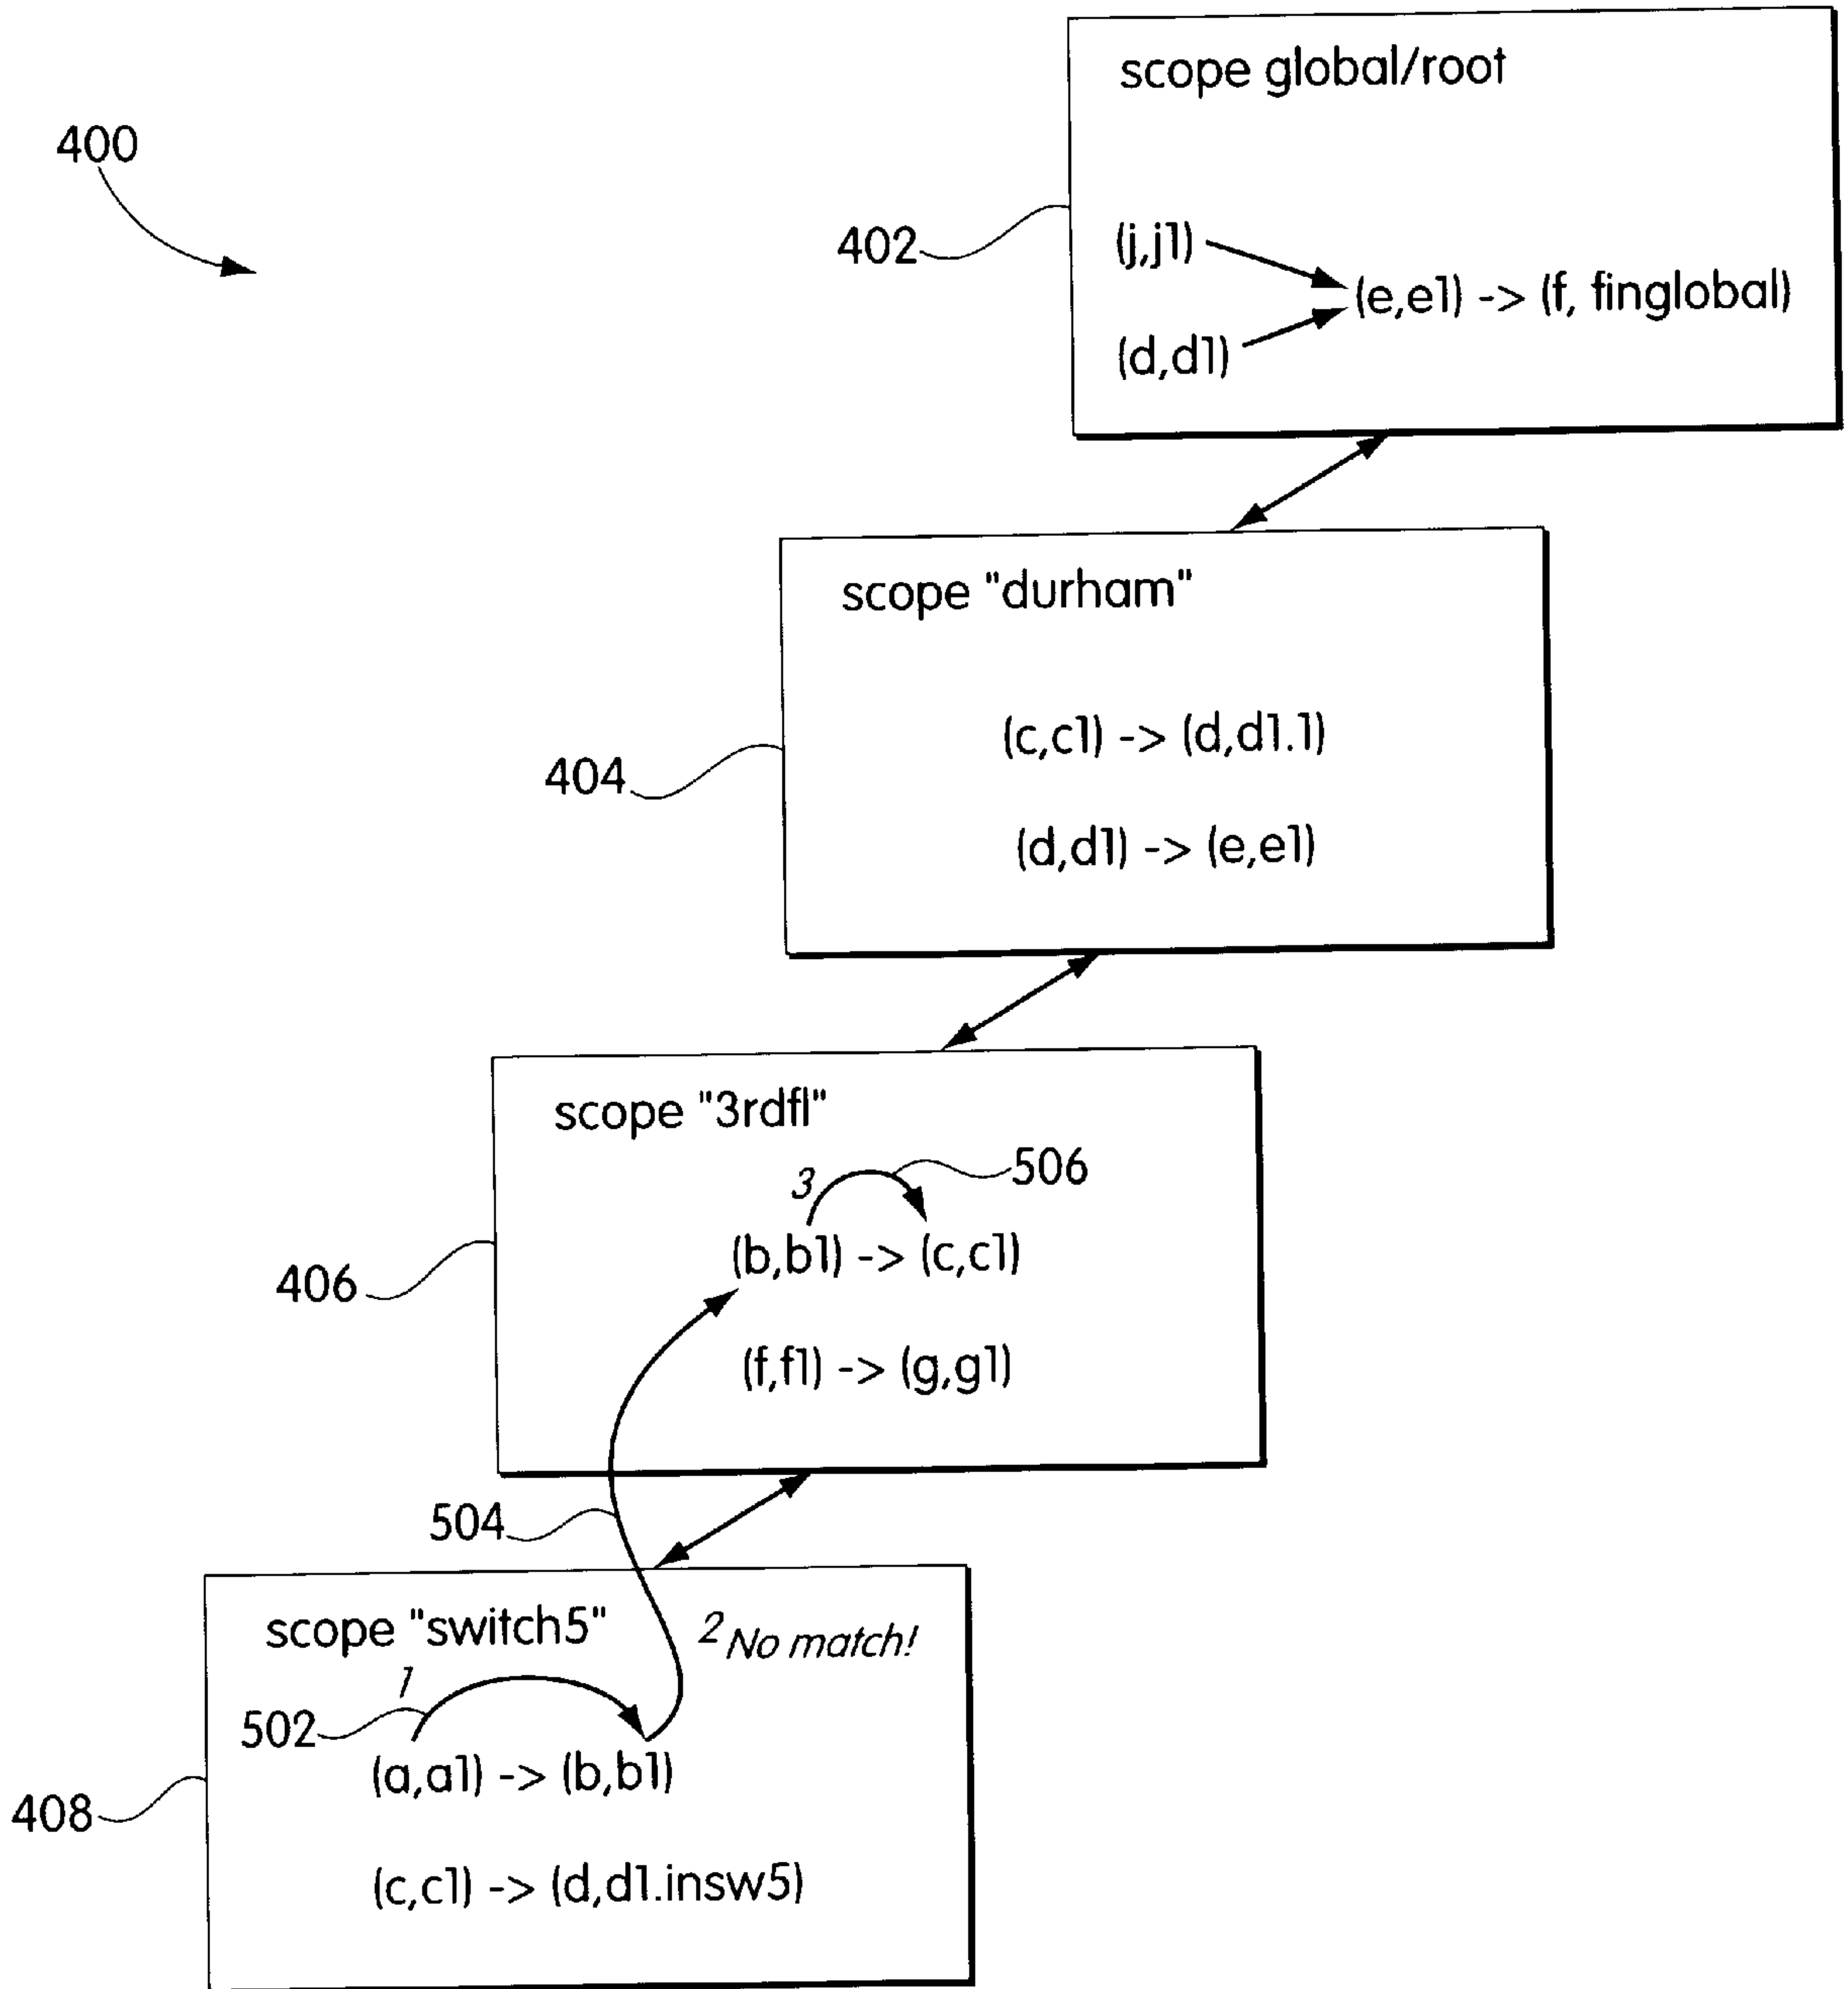 scope global/root
400
402
(j,j1)
(e,e1) -> (f, finglobal)
(d,d1)
scope "durham"
(c,c1) -> (d,d1.1)
404
(d,d1) -> (e,e1)
scope "3rdfl"
3
506
(b,b1) -> (c,c1)
406
(f,f1) -> (g,g1)
504
scope "switch5"
2 No match!
1
502
(a,a1) -> (b,b1)
408
(c,c1) -> (d,d1.insw5)